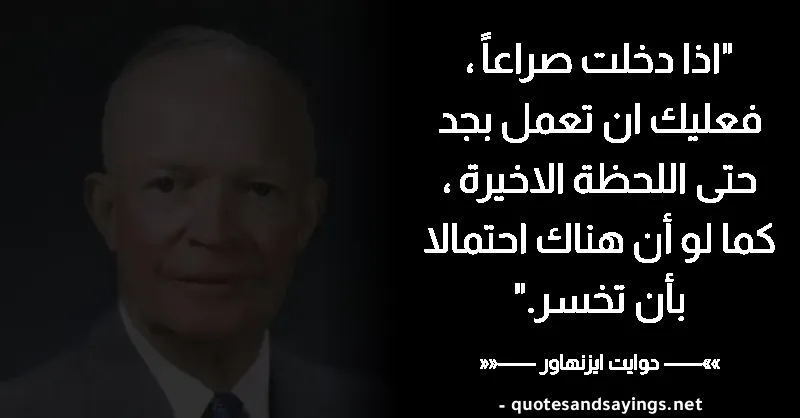 "اذا دخلت صراعاً ،
فعليك ان تعمل بجد
حتى اللحظة الاخيرة ،
كما لو أن هناك احتمالا
بأن تخسر."
»»―― حوايت ايزنهاور ――««
- quotesandsayings.net